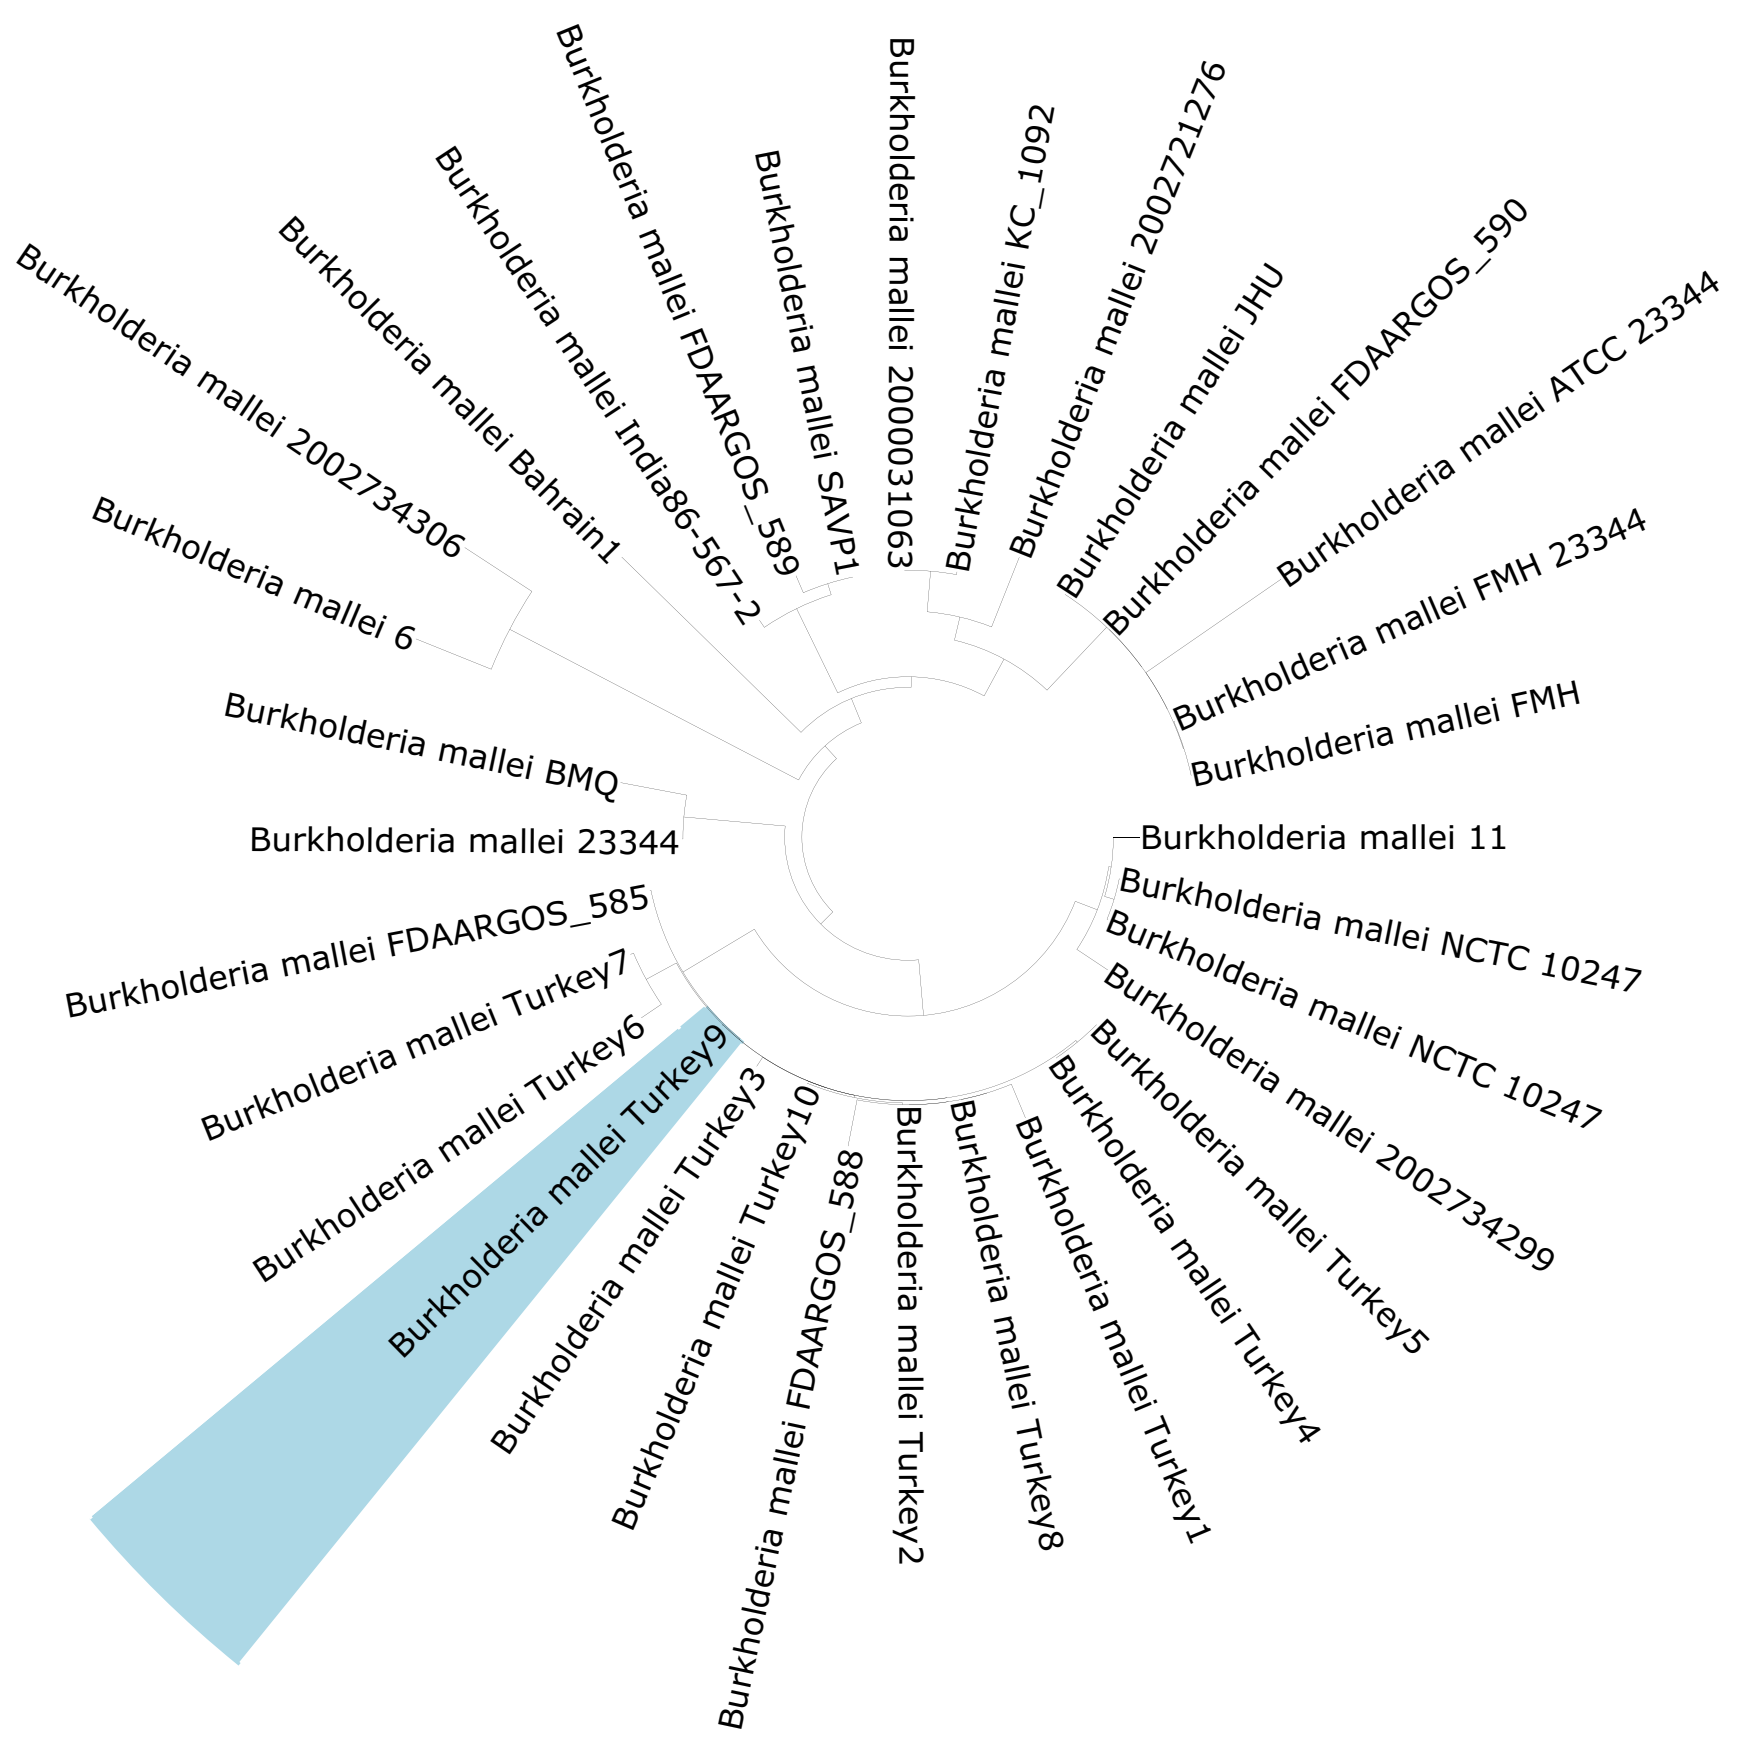 Burkholderia mallei 2000031063
Burkholderia mallei KC_1092
Burkholderia mallei 2002721276
Burkholderia mallei JHU
Burkholderia mallei FDAARGOS_590
Burkholderia mallei ATCC 23344
Burkholderia mallei FMH 23344
Burkholderia mallei FMH
Burkholderia mallei 11
Burkholderia mallei NCTC 10247
Burkholderia mallei NCTC 10247
Burkholderia mallei 2002734299
Burkholderia mallei Turkey5
Burkholderia mallei Turkey4
Burkholderia mallei Turkey1
Burkholderia mallei Turkey8
Burkholderia mallei Turkey2
Burkholderia mallei FDAARGOS_588
Burkholderia mallei Turkey10
Burkholderia mallei Turkey3
Burkholderia mallei Turkey9
Burkholderia mallei Turkey6
Burkholderia mallei Turkey7
Burkholderia mallei FDAARGOS_585
Burkholderia mallei 23344
Burkholderia mallei BMQ
Burkholderia mallei 6
Burkholderia mallei 2002734306
Burkholderia mallei Bahrain1
Burkholderia mallei India86-567-2
Burkholderia mallei FDAARGOS_589
Burkholderia mallei SAVP1